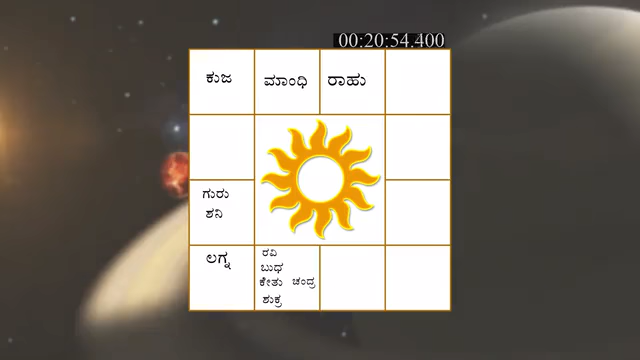 00:20:54.400
ಕುಜ
ಮಾಂಧಿ
ರಾಹು
ಗುರು
ಶನಿ
ಲಗ್ನ
ರವಿ
ಬುಧ
ಕೇತು ಚಂದ್ರ
ಶುಕ್ರ